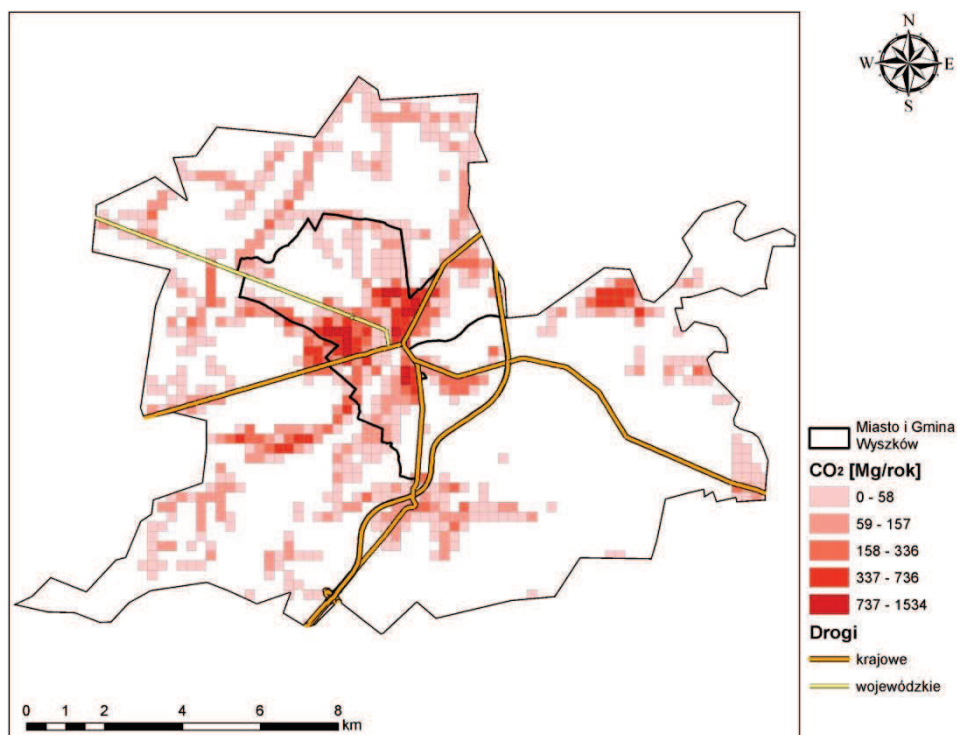 N
W E
S
Miasto i Gmina
Wyszków
CO2 [Mg/rok]
0 - 58
59 - 157
158 - 336
337 - 736
737 - 1534
Drogi
krajowe
wojewódzkie
0 1 2 4 6 8
km